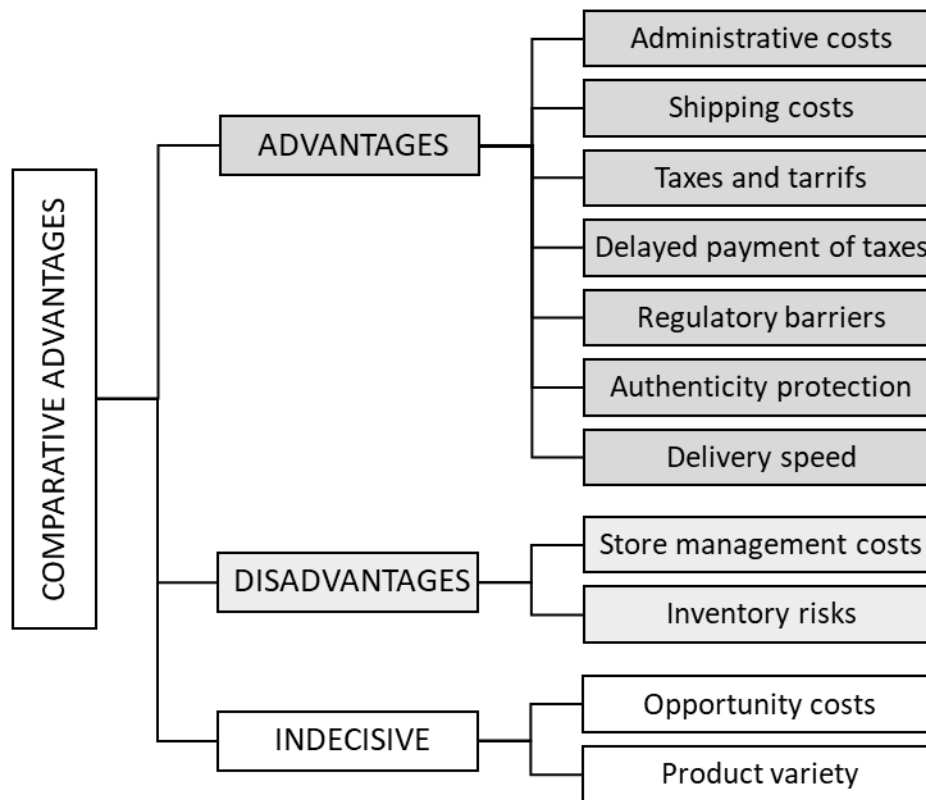 COMPARATIVE ADVANTAGES
ADVANTAGES
Administrative costs
Shipping costs
Taxes and tarrifs
Delayed payment of taxes
Regulatory barriers
Authenticity protection
Delivery speed
DISADVANTAGES
Store management costs
Inventory risks
INDECISIVE
Opportunity costs
Product variety